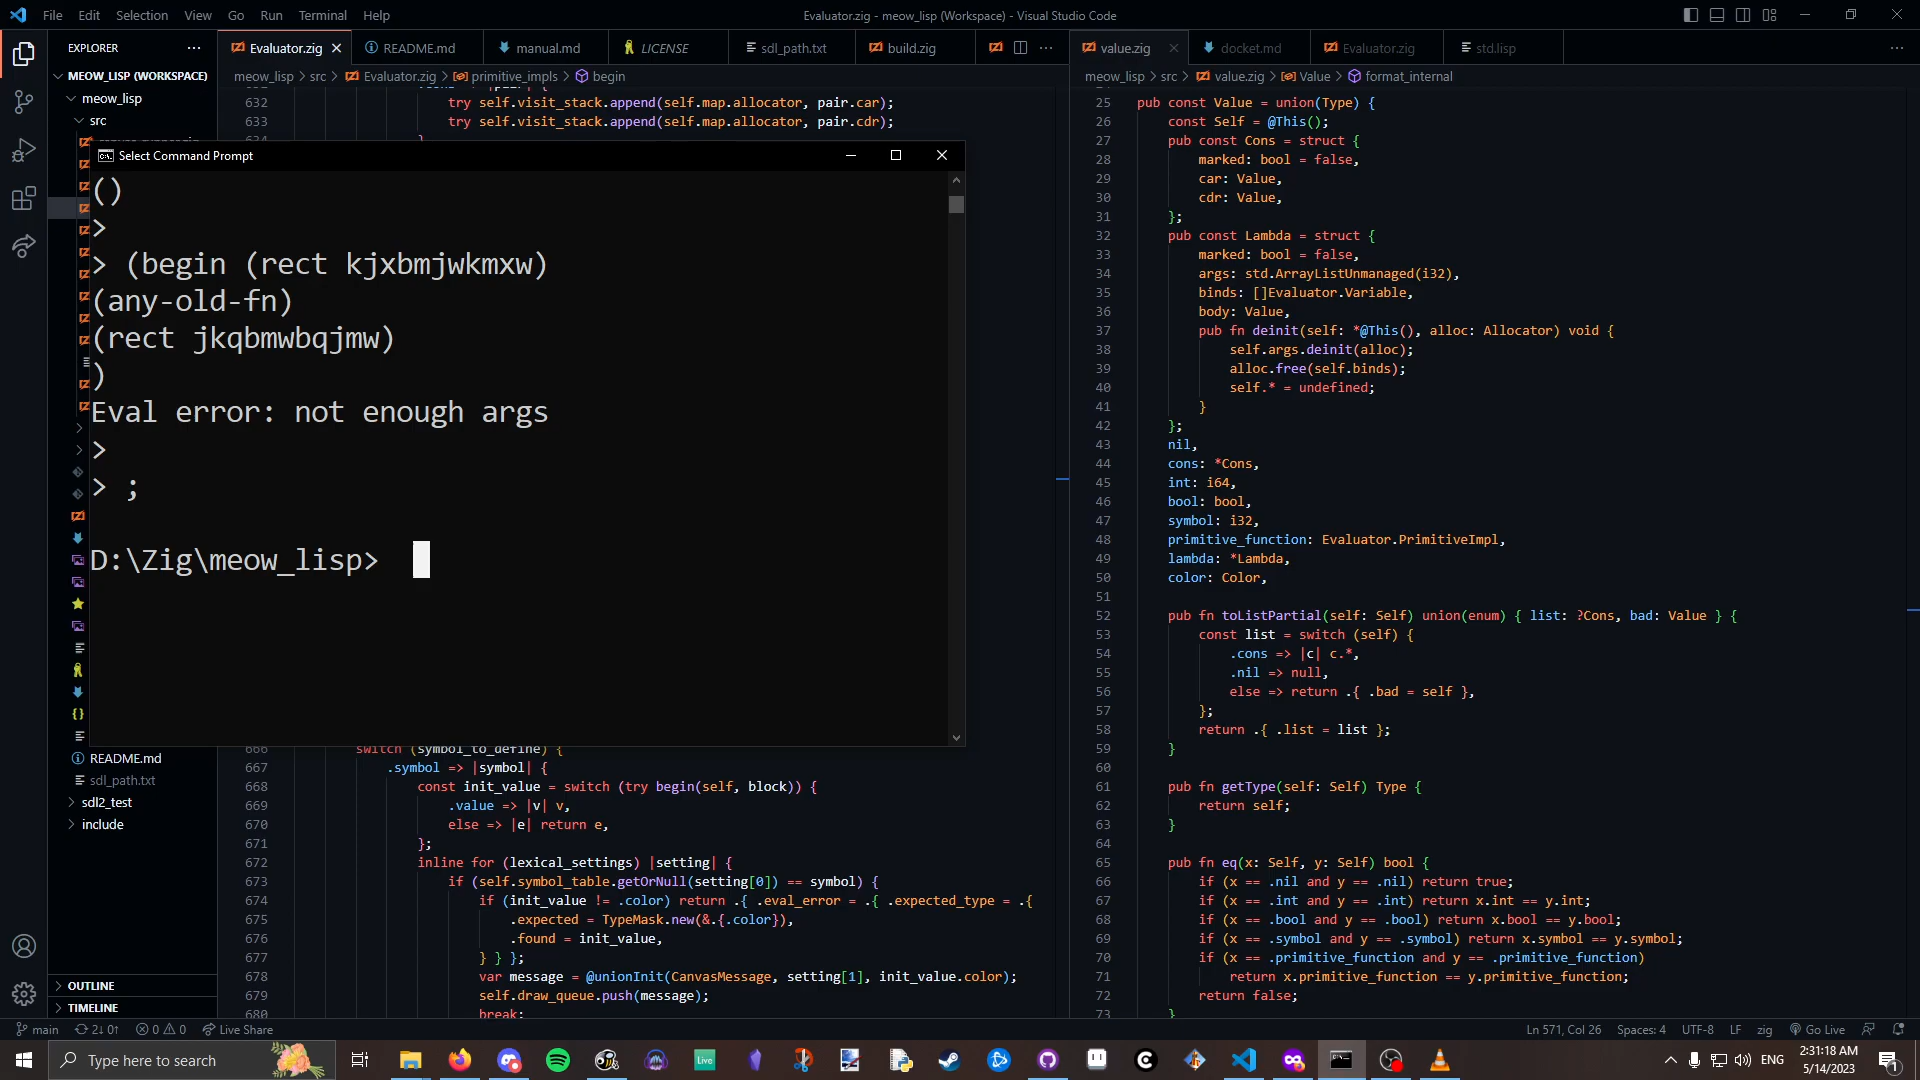 File Edit Selection View Go Run Terminal Help
Evaluator.zig - meow_lisp (Workspace) - Visual Studio Code
EXPLORER
MEOW_LISP (WORKSPACE)
meow_lisp
src
README.md
sdl_path.txt
sdl2_test
include
OUTLINE
TIMELINE
Evaluator.zig README.md manual.md LICENSE sdl_path.txt build.zig
meow_lisp > src > Evaluator.zig > primitive_impls > begin
632 try self.visit_stack.append(self.map.allocator, pair.car);
633 try self.visit_stack.append(self.map.allocator, pair.cdr);
Select Command Prompt
()
>
> (begin (rect kjxbmjwkmxw)
(any-old-fn)
(rect jkqbmwbqjmw)
)
Eval error: not enough args
>
> ;
D:\Zig\meow_lisp>
666 switch (symbol_to_define) {
667 .symbol => |symbol| {
668 const init_value = switch (try begin(self, block)) {
669 .value => |v| v,
670 else => |e| return e,
671 };
672 inline for (lexical_settings) |setting| {
673 if (self.symbol_table.getOrNull(setting[0]) == symbol) {
674 if (init_value != .color) return .{ .eval_error = .{ .expected_type = .{
675 .expected = TypeMask.new(&.{.color}),
676 .found = init_value,
677 } } };
678 var message = @unionInit(CanvasMessage, setting[1], init_value.color);
679 self.draw_queue.push(message);
680 break;
value.zig docket.md Evaluator.zig std.lisp
meow_lisp > src > value.zig > Value > format_internal
25 pub const Value = union(Type) {
26 const Self = @This();
27 pub const Cons = struct {
28 marked: bool = false,
29 car: Value,
30 cdr: Value,
31 };
32 pub const Lambda = struct {
33 marked: bool = false,
34 args: std.ArrayListUnmanaged(i32),
35 binds: []Evaluator.Variable,
36 body: Value,
37 pub fn deinit(self: *@This(), alloc: Allocator) void {
38 self.args.deinit(alloc);
39 alloc.free(self.binds);
40 self.* = undefined;
41 }
42 };
43 nil,
44 cons: *Cons,
45 int: i64,
46 bool: bool,
47 symbol: i32,
48 primitive_function: Evaluator.PrimitiveImpl,
49 lambda: *Lambda,
50 color: Color,
51
52 pub fn toListPartial(self: Self) union(enum) { list: ?Cons, bad: Value } {
53 const list = switch (self) {
54 .cons => |c| c.*,
55 .nil => null,
56 else => return .{ .bad = self },
57 };
58 return .{ .list = list };
59 }
60
61 pub fn getType(self: Self) Type {
62 return self;
63 }
64
65 pub fn eq(x: Self, y: Self) bool {
66 if (x == .nil and y == .nil) return true;
67 if (x == .int and y == .int) return x.int == y.int;
68 if (x == .bool and y == .bool) return x.bool == y.bool;
69 if (x == .symbol and y == .symbol) return x.symbol == y.symbol;
70 if (x == .primitive_function and y == .primitive_function)
71 return x.primitive_function == y.primitive_function;
72 return false;
73 }
main 2↓ 0↑ 0 0 Live Share
Ln 571, Col 26 Spaces: 4 UTF-8 LF zig Go Live
Type here to search
Live
ENG
2:31:18 AM
5/14/2023
1